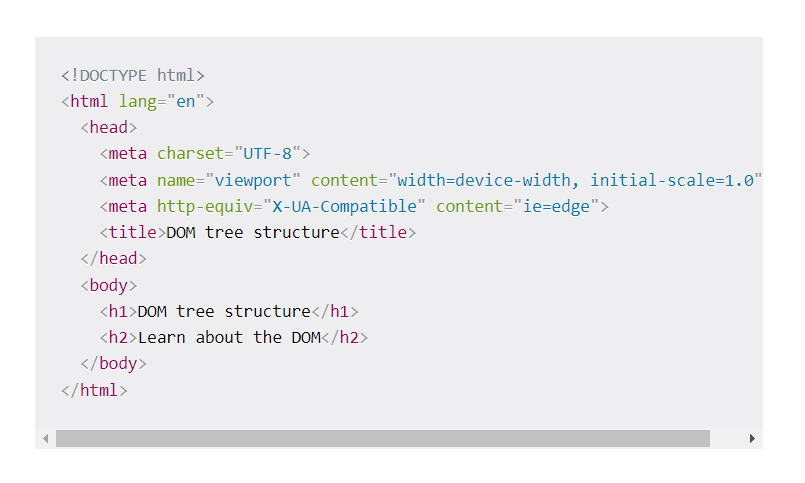 <!DOCTYPE html>
<html lang="en">
  <head>
    <meta charset="UTF-8">
    <meta name="viewport" content="width=device-width, initial-scale=1.0"
    <meta http-equiv="X-UA-Compatible" content="ie=edge">
    <title>DOM tree structure</title>
  </head>
  <body>
    <h1>DOM tree structure</h1>
    <h2>Learn about the DOM</h2>
  </body>
</html>